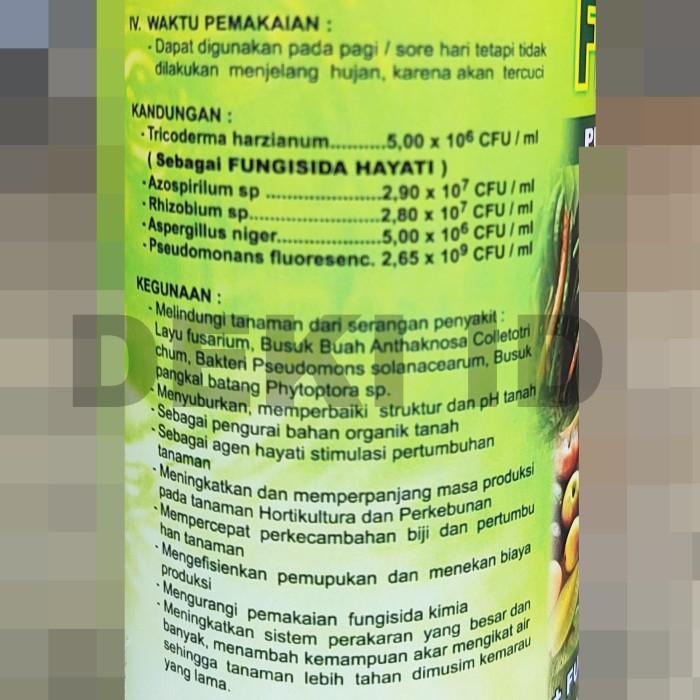 IV. WAKTU PEMAKAIAN :
- Dapat digunakan pada pagi / sore hari tetapi tidak
dilakukan menjelang hujan, karena akan tercuci
KANDUNGAN :
- Tricoderma harzianum..........5,00 x 10⁶ CFU / ml
( Sebagai FUNGISIDA HAYATI )
- Azospirilum sp ......................2,90 x 10⁷ CFU / ml
- Rhizobium sp........................2,80 x 10⁷ CFU / ml
- Aspergillus niger...................5,00 x 10⁶ CFU / ml
- Pseudomonans fluoresenc. 2,65 x 10⁹ CFU / ml
KEGUNAAN :
- Melindungi tanaman dari serangan penyakit :
Layu fusarium, Busuk Buah Anthaknosa Colletotri
chum, Bakteri Pseudomons solanacearum, Busuk
pangkal batang Phytoptora sp.
- Menyuburkan, memperbaiki struktur dan pH tanah
- Sebagai pengurai bahan organik tanah
- Sebagai agen hayati stimulasi pertumbuhan
tanaman
- Meningkatkan dan memperpanjang masa produksi
pada tanaman Hortikultura dan Perkebunan
- Mempercepat perkecambahan biji dan pertumbu
han tanaman
- Mengefisienkan pemupukan dan menekan biaya
produksi
- Mengurangi pemakaian fungisida kimia
- Meningkatkan sistem perakaran yang besar dan
banyak, menambah kemampuan akar mengikat air
sehingga tanaman lebih tahan dimusim kemarau
yang lama.
DEKI ID